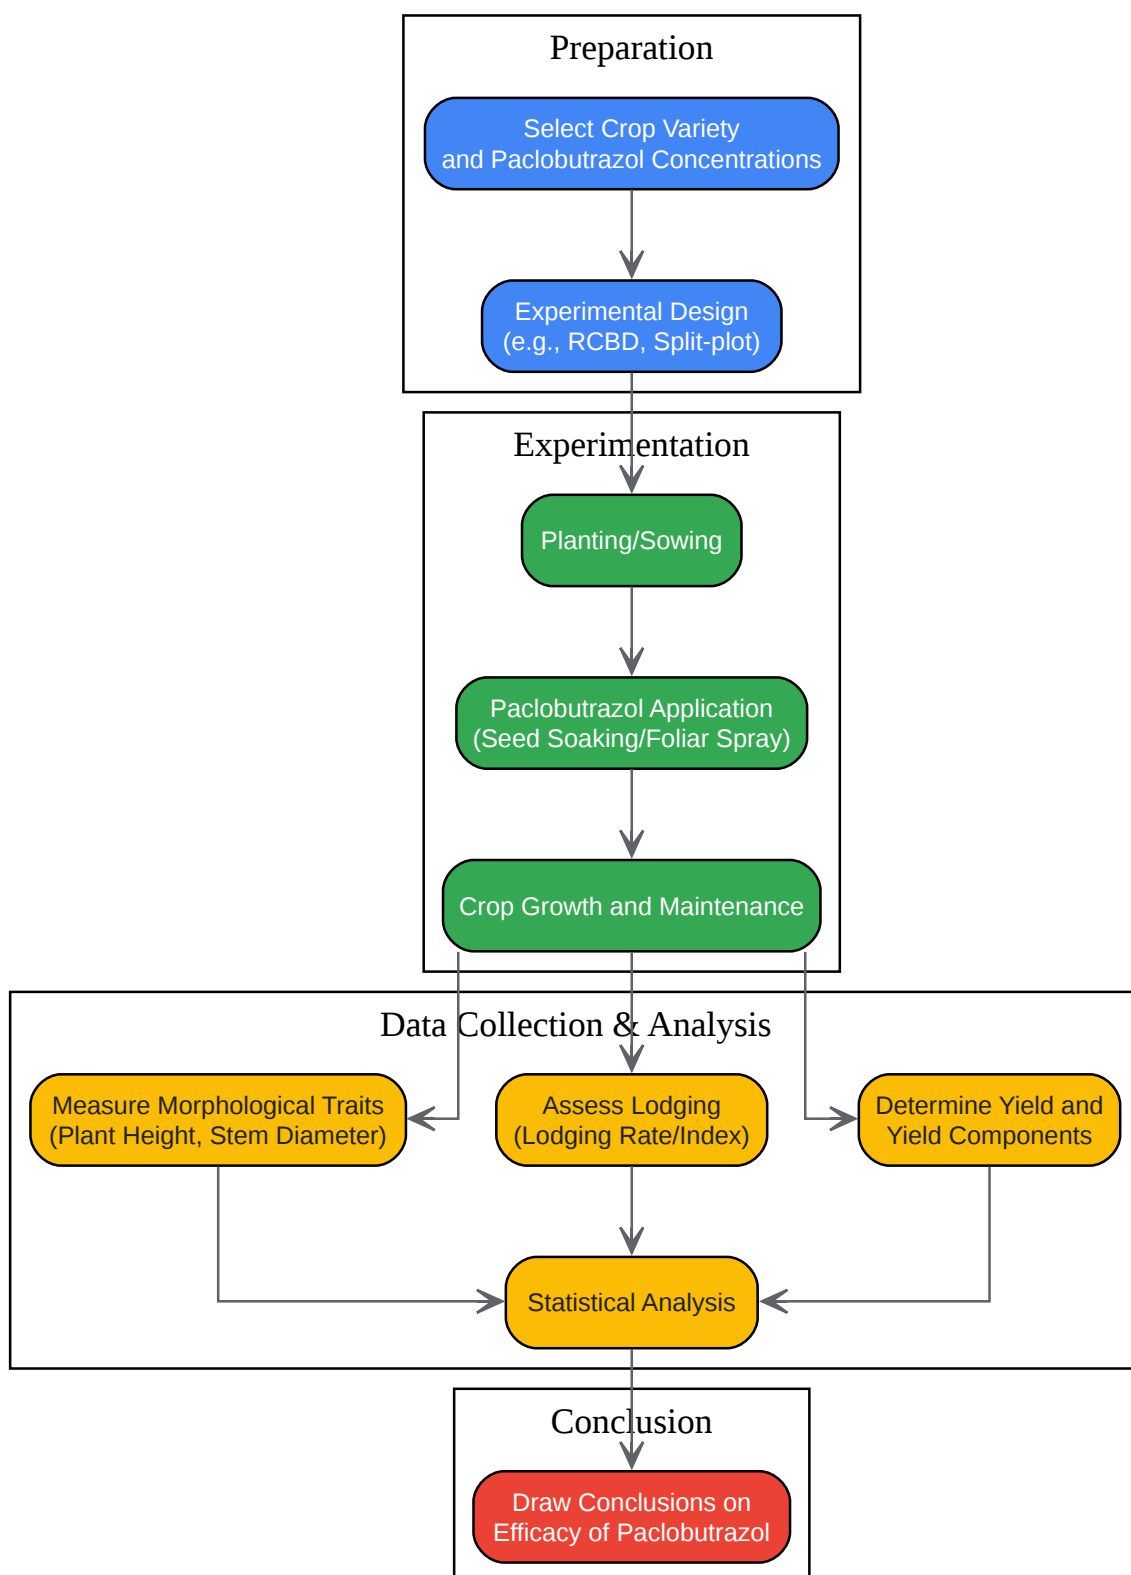 Preparation
Select Crop Variety
and Paclobutrazol Concentrations
Experimental Design
(e.g., RCBD, Split-plot)
Experimentation
Planting/Sowing
Paclobutrazol Application
(Seed Soaking/Foliar Spray)
Crop Growth and Maintenance
Data Collection & Analysis
Measure Morphological Traits
(Plant Height, Stem Diameter)
Assess Lodging
(Lodging Rate/Index)
Determine Yield and
Yield Components
Statistical Analysis
Conclusion
Draw Conclusions on
Efficacy of Paclobutrazol